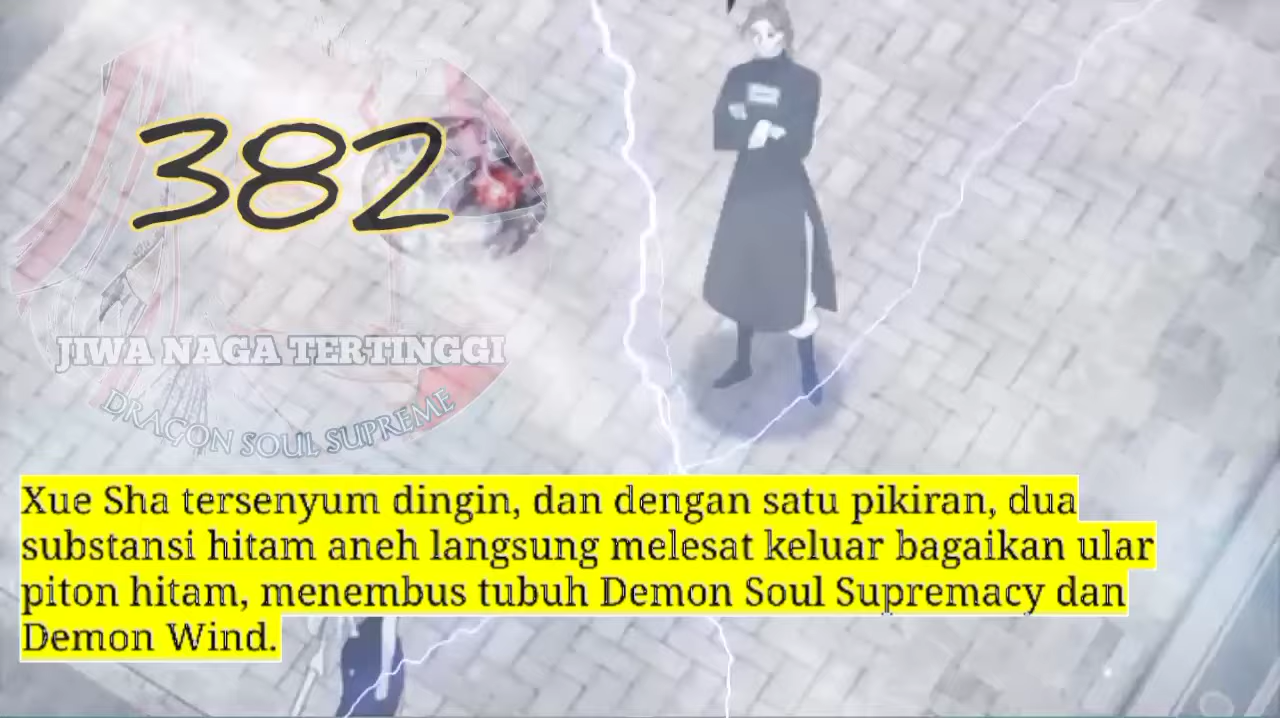 382
JIWA NAGA TERTINGGI
DRAGON SOUL SUPREME
Xue Sha tersenyum dingin, dan dengan satu pikiran, dua
substansi hitam aneh langsung melesat keluar bagaikan ular
piton hitam, menembus tubuh Demon Soul Supremacy dan
Demon Wind.